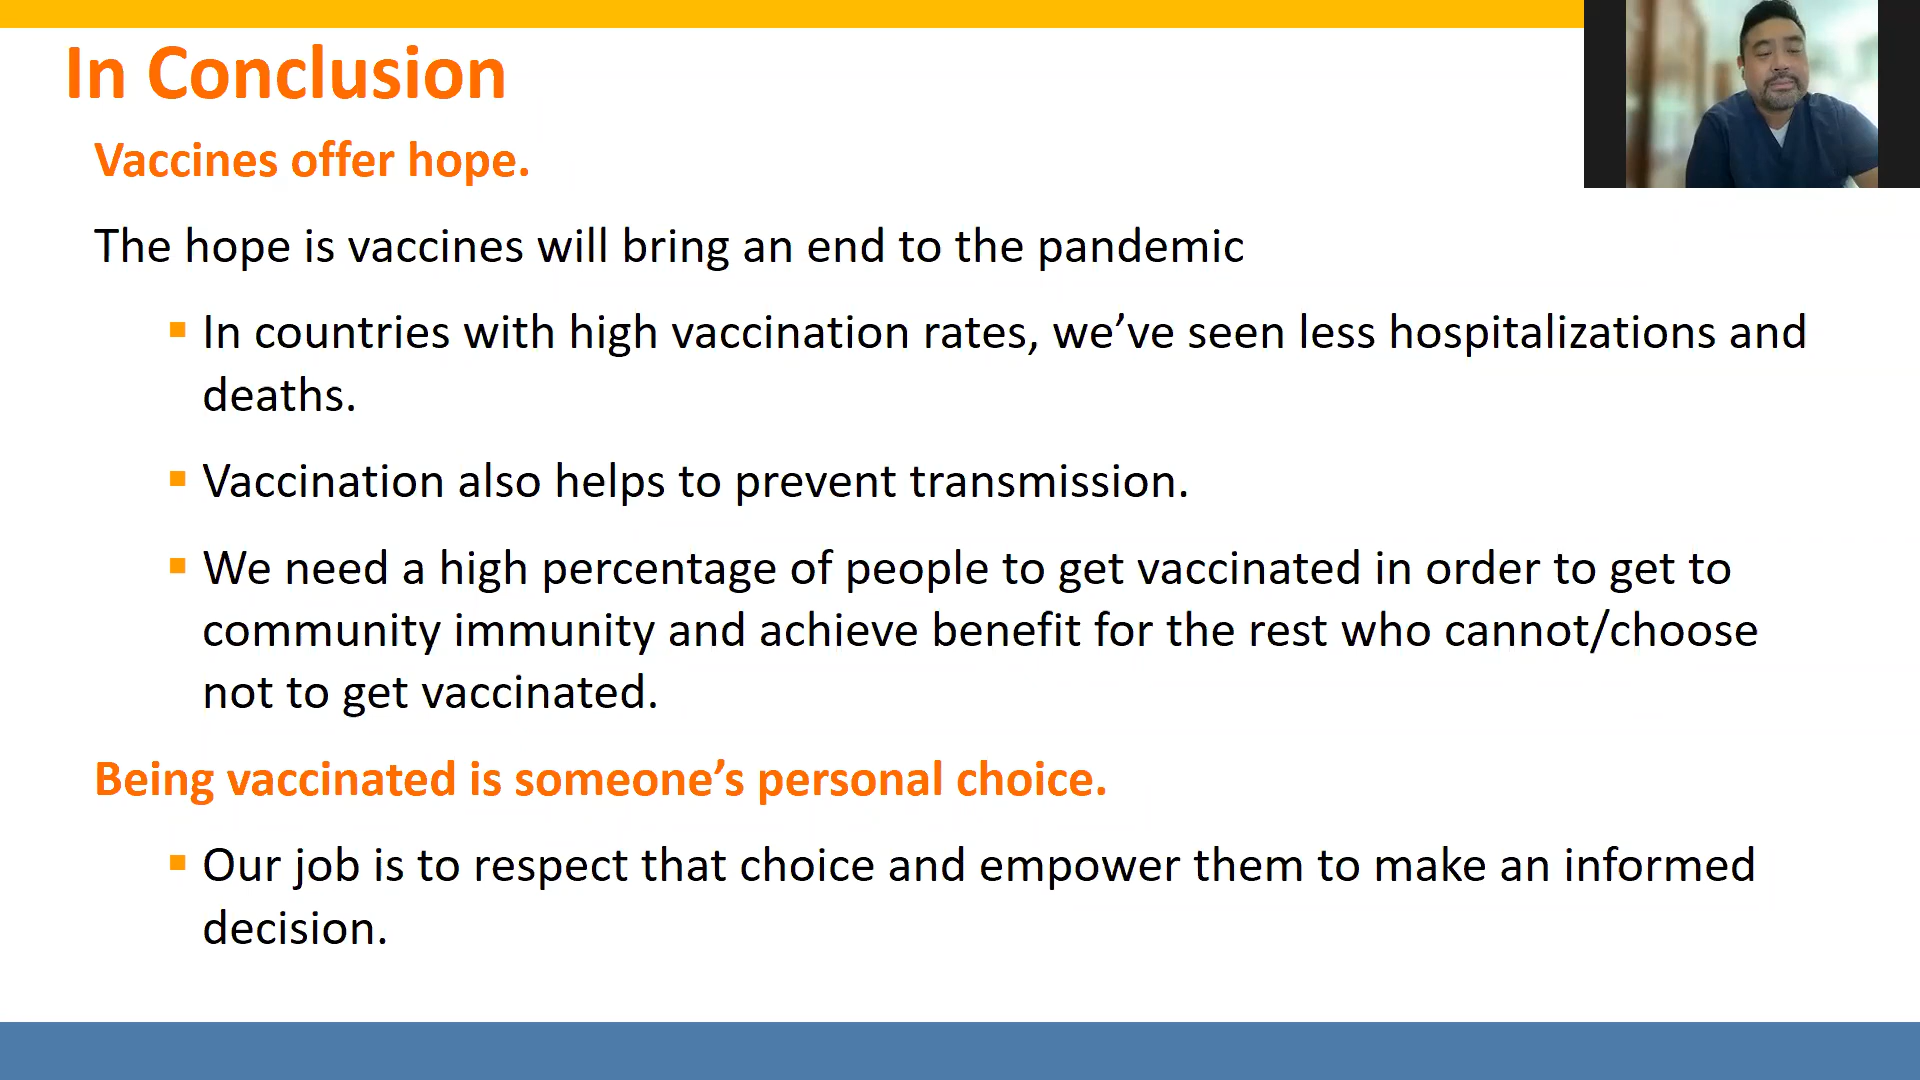 In Conclusion
Vaccines offer hope.
The hope is vaccines will bring an end to the pandemic
▪ In countries with high vaccination rates, we’ve seen less hospitalizations and
deaths.
▪ Vaccination also helps to prevent transmission.
▪ We need a high percentage of people to get vaccinated in order to get to
community immunity and achieve benefit for the rest who cannot/choose
not to get vaccinated.
Being vaccinated is someone’s personal choice.
▪ Our job is to respect that choice and empower them to make an informed
decision.